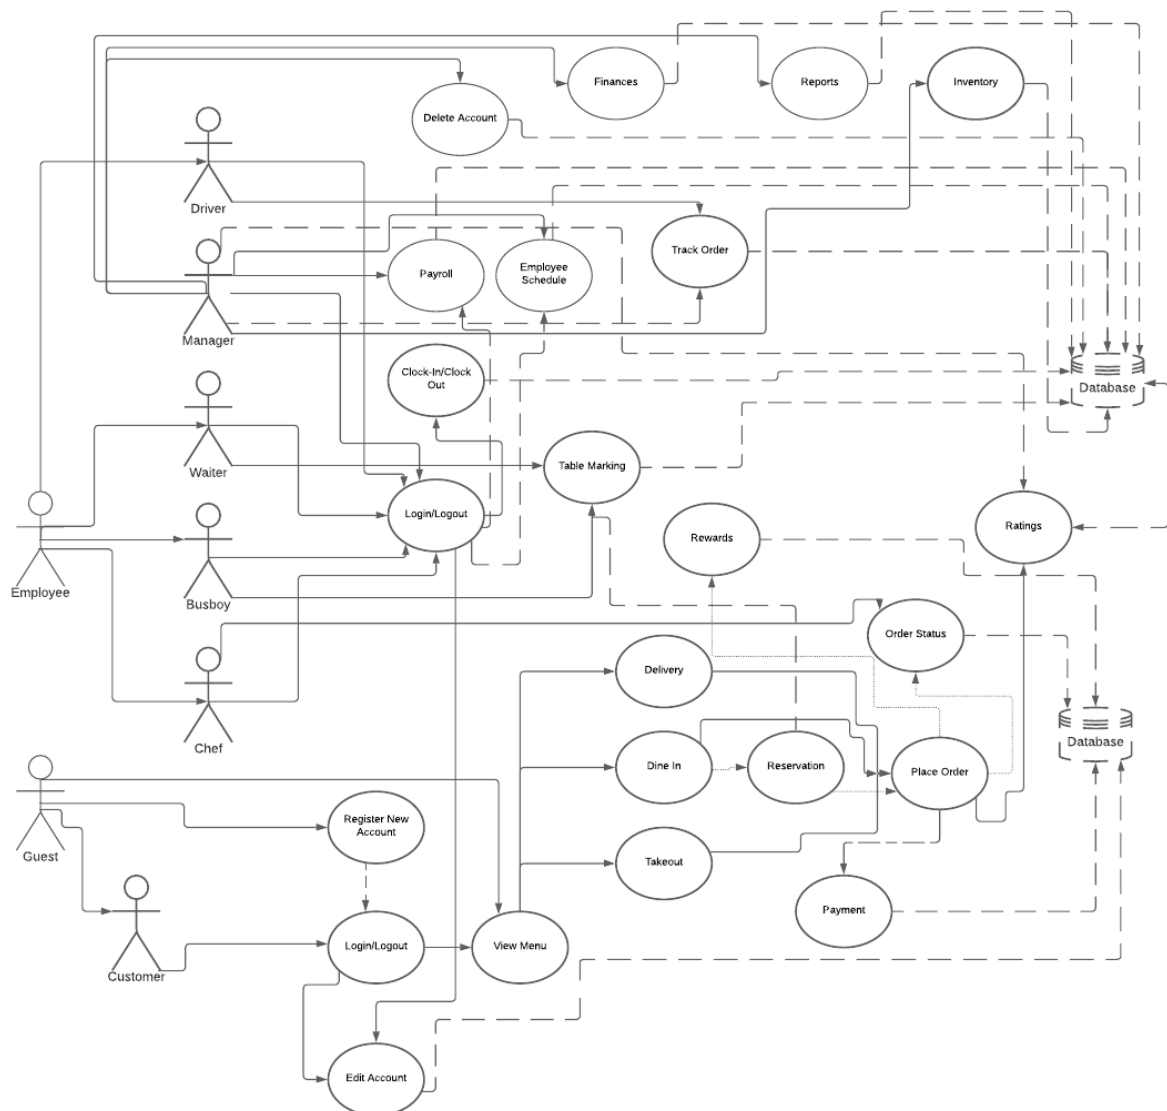 Finances
Reports
Inventory
Delete Account
Driver
Track Order
Payroll
Employee
Schedule
Manager
Clock-In/Clock
Out
Database
Waiter
Table Marking
Login/Logout
Ratings
Rewards
Employee
Busboy
Order Status
Delivery
Chef
Database
Dine In
Reservation
Place Order
Register New
Account
Guest
Takeout
Payment
Customer
Login/Logout
View Menu
Edit Account